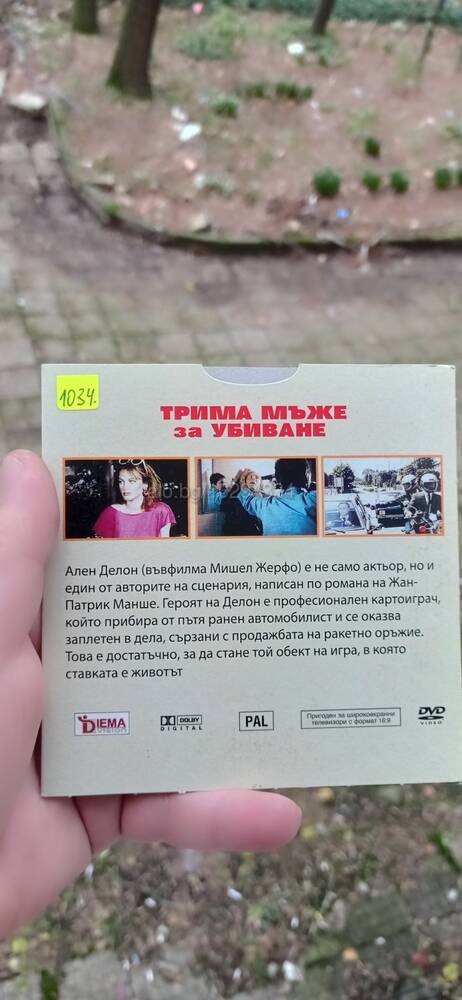 1034.
ТРИМА МЪЖЕ
за УБИВАНЕ
Ален Делон (във­филма Мишел Жерфо) е не само актьор, но и
един от авторите на сценария, написан по романа на Жан-
Патрик Манше. Героят на Делон е професионален картоиграч,
който прибира от пътя ранен автомобилист и се оказва
заплетен в дела, сързани с продажбата на ракетно оръжие.
Това е достатъчно, за да стане той обект на игра, в която
ставката е животът
DIEMA
VISION
DOLBY
DIGITAL
PAL
Пригоден за широкоекранни
телевизори с формат 16:9
DVD
VIDEO